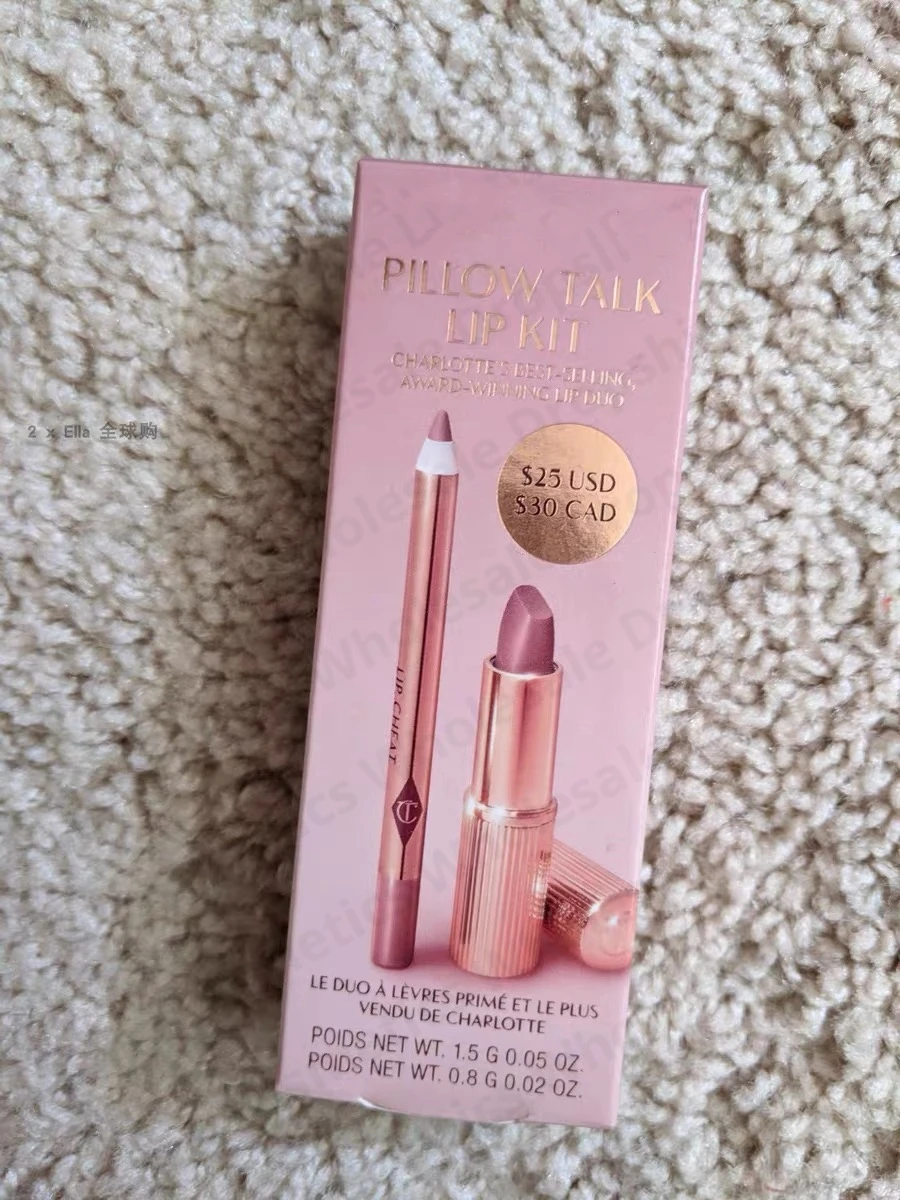 PILLOW TALK
LIP KIT
CHARLOTTE'S BEST-SELLING,
AWARD-WINNING LIP DUO
2 x Ella 全球购
$25 USD
$30 CAD
LIP CHEAT
LE DUO À LÈVRES PRIMÉ ET LE PLUS
VENDU DE CHARLOTTE
POIDS NET WT. 1.5 G 0.05 OZ.
POIDS NET WT. 0.8 G 0.02 OZ.